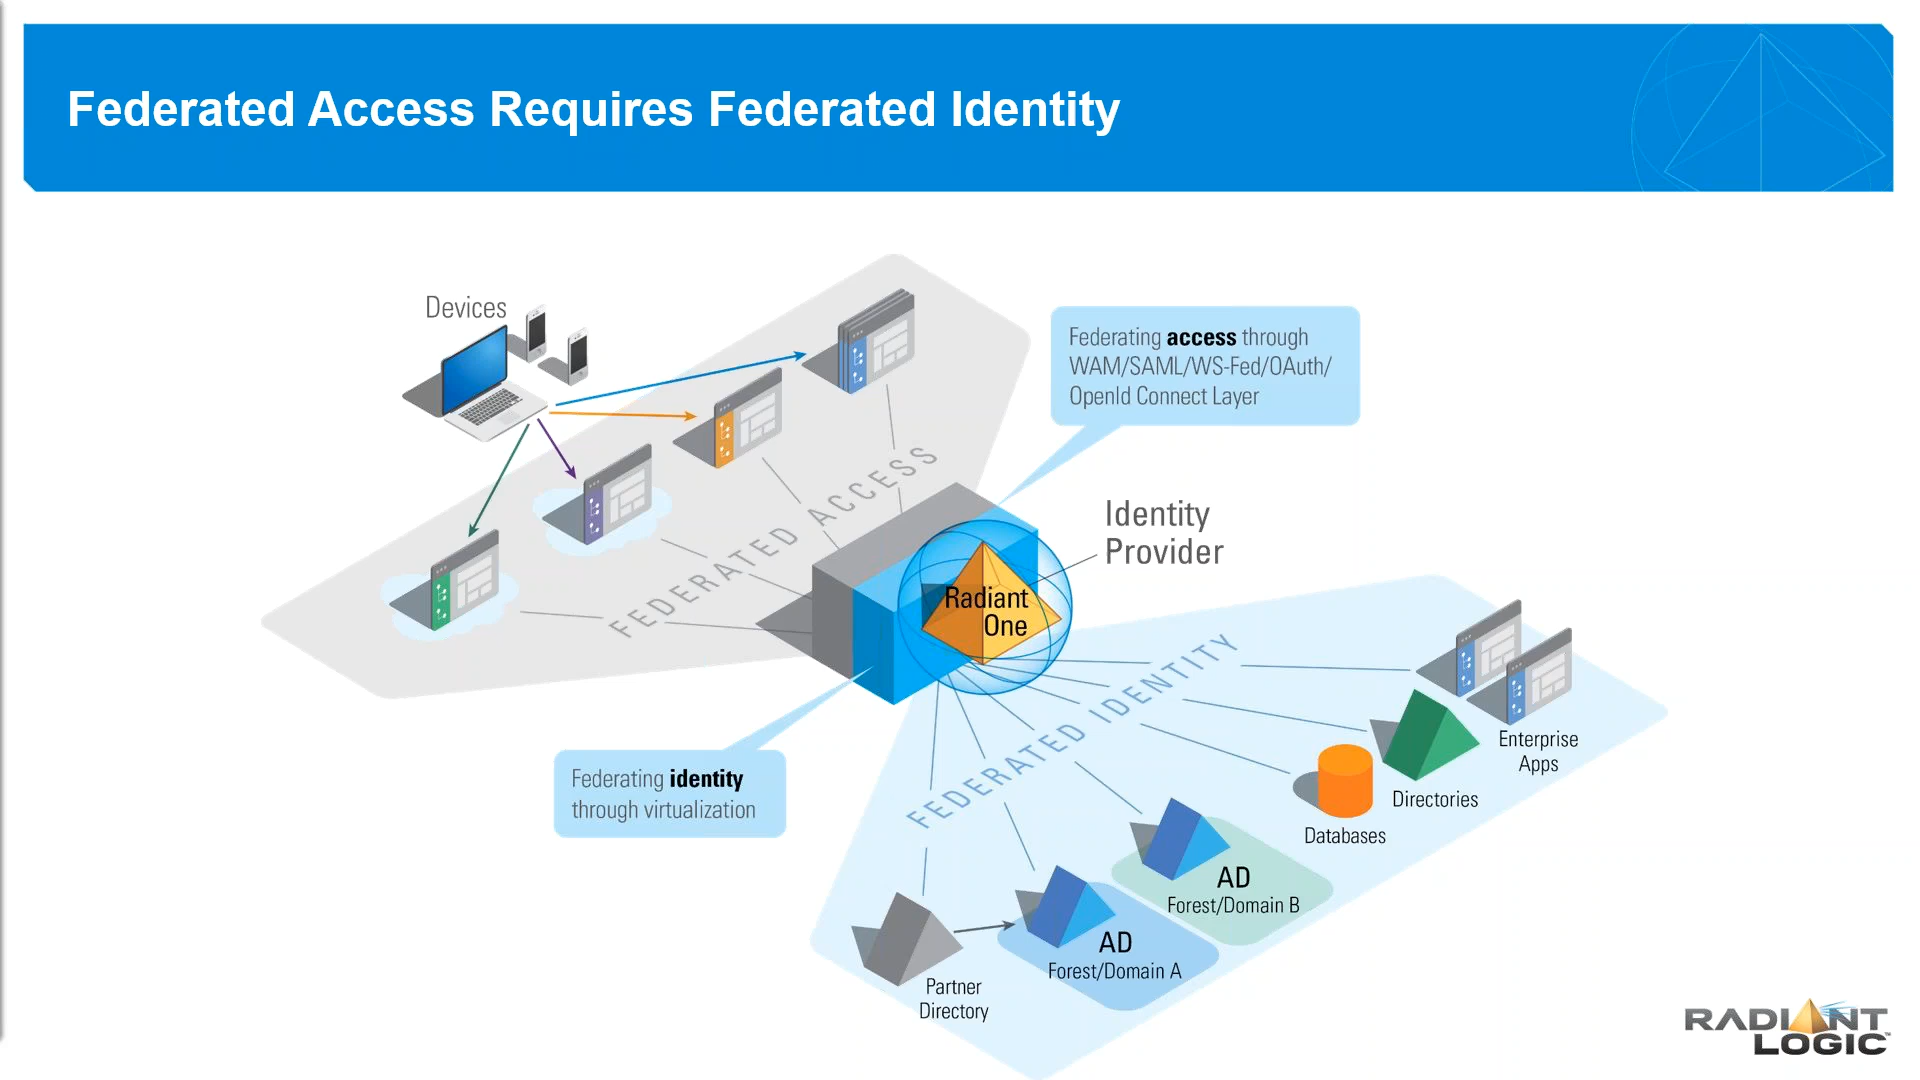 Federated Access Requires Federated Identity
Devices
Federating access through
WAM/SAML/WS-Fed/OAuth/
OpenId Connect Layer
FEDERATED ACCESS
Identity
Provider
Radiant
One
FEDERATED IDENTITY
Federating identity
through virtualization
Enterprise
Apps
Directories
Databases
AD
Forest/Domain B
AD
Forest/Domain A
Partner
Directory
RADIANT
LOGIC™